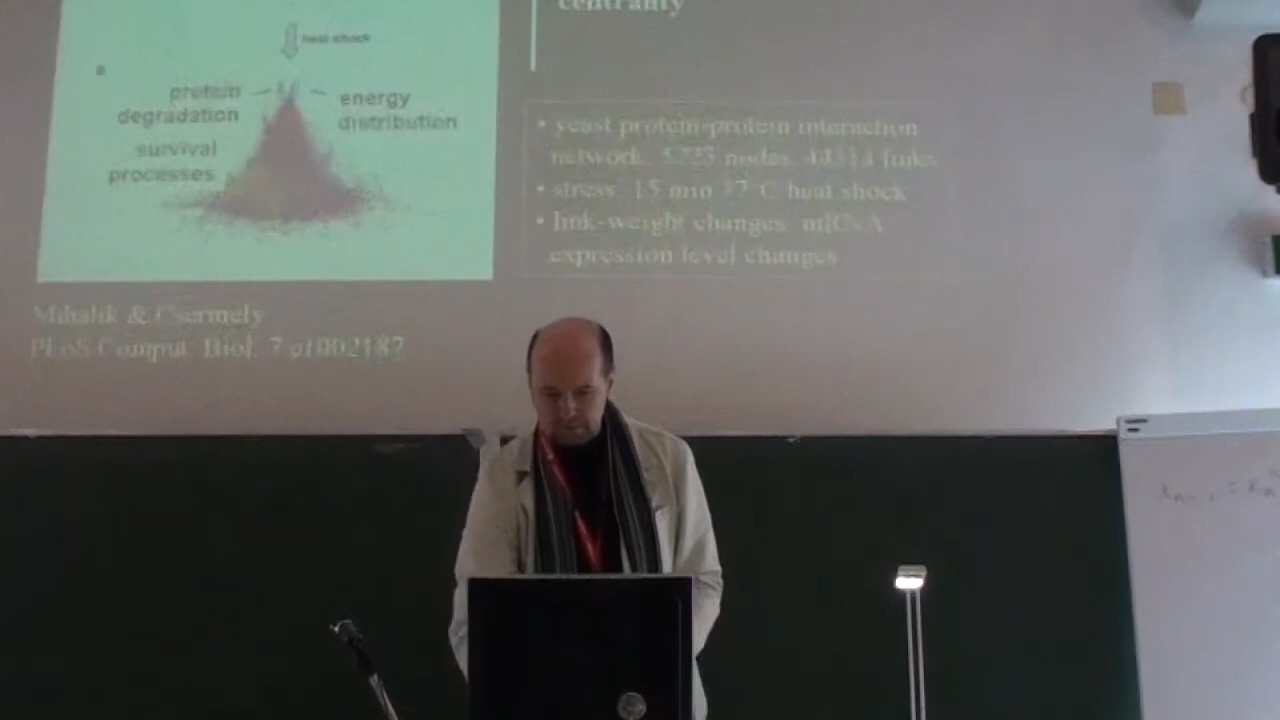 centrality
heat shock
protein
degradation
energy
distribution
survival
processes
• yeast protein-protein interaction
network: 5223 nodes, 44314 links
• stress: 15 min 37 C heat shock
• link-weight changes: mRNA
expression level changes
Mihalik & Csermely
PLoS Comput. Biol. 7:e1002187